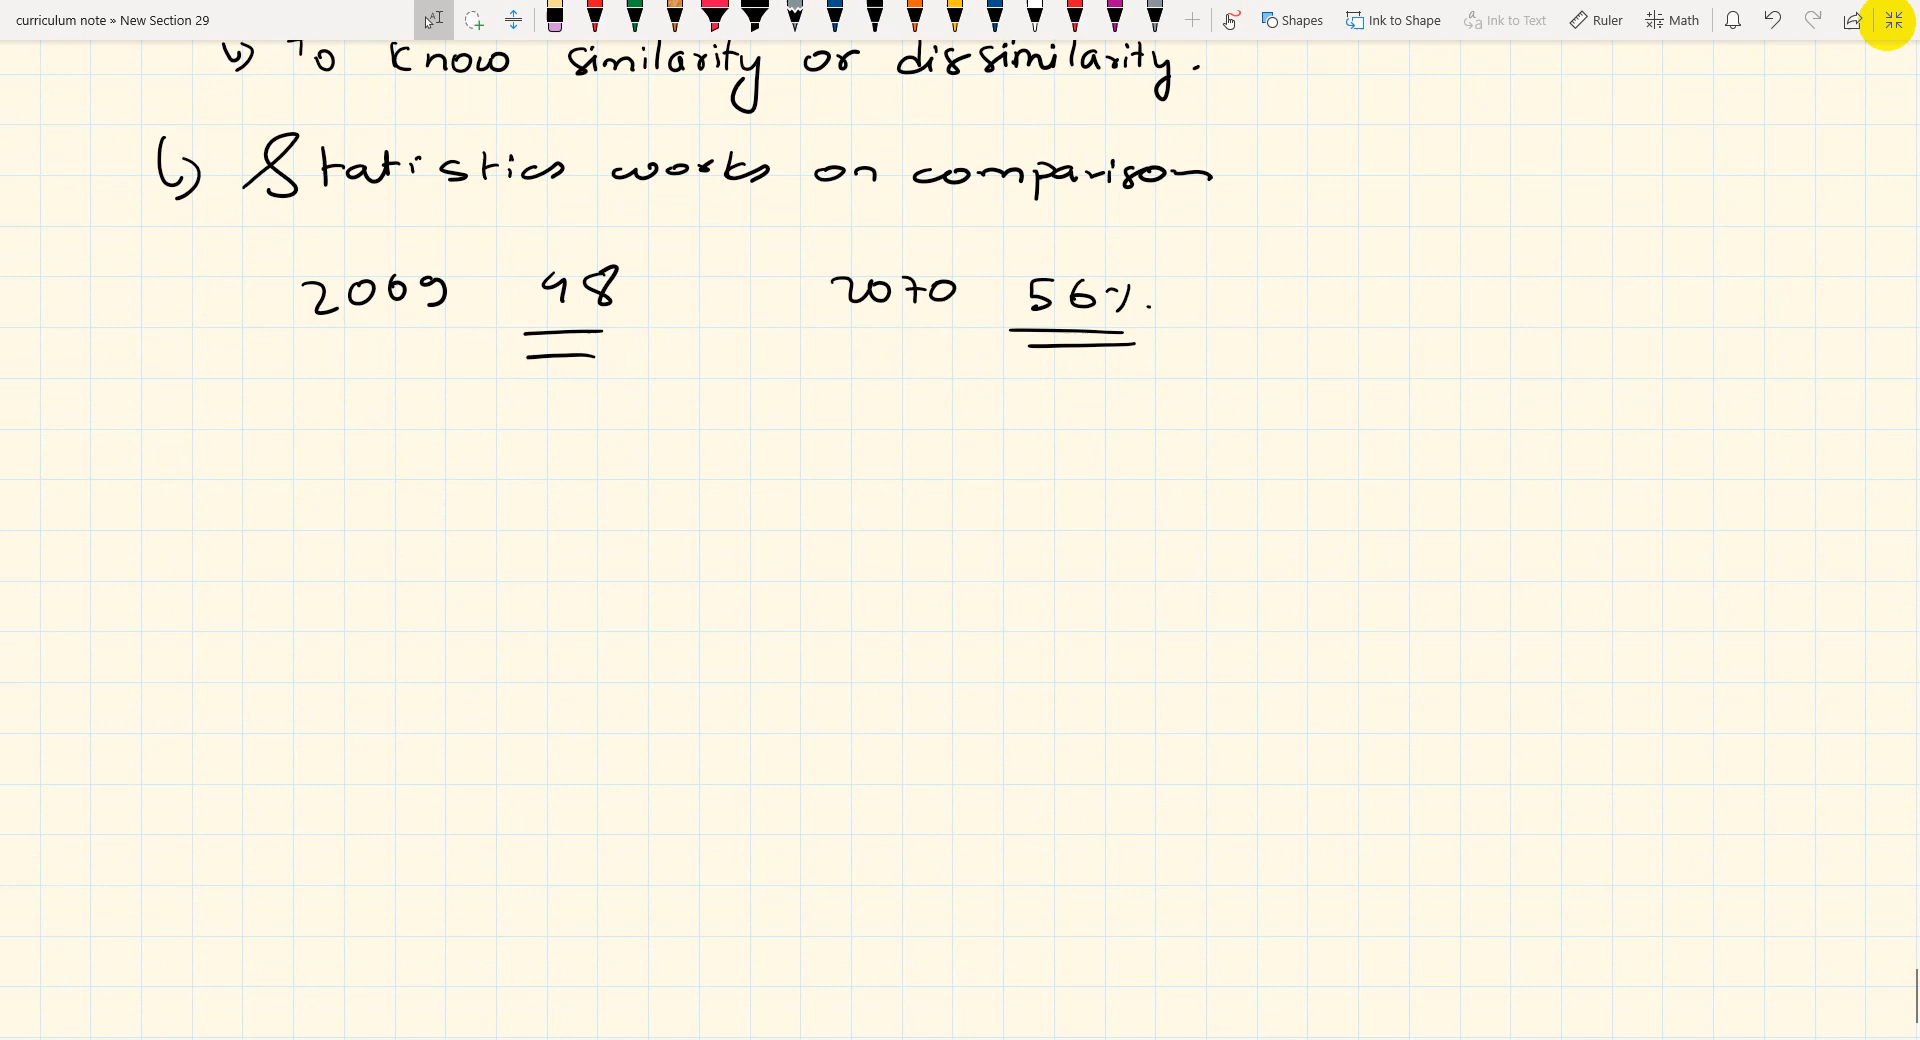 curriculum note » New Section 29
Shapes Ink to Shape Ink to Text Ruler Math
v) To know similarity or dissimilarity.
Statistics works on comparison
2069 48 2070 56%.